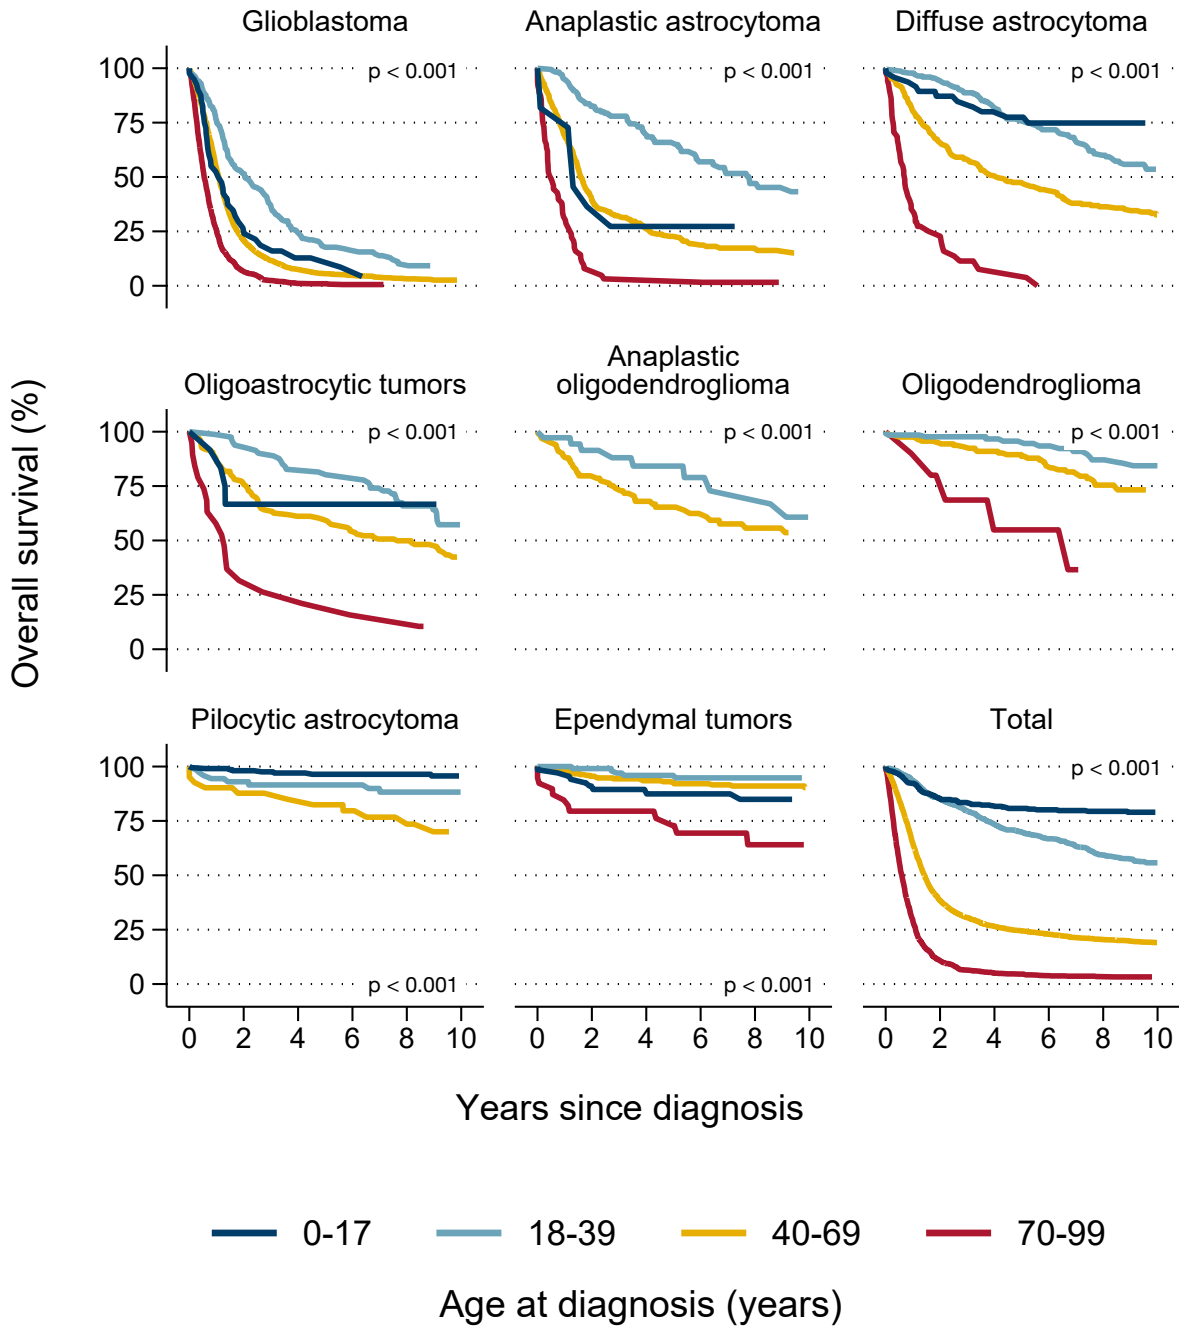 Glioblastoma
Anaplastic astrocytoma
Diffuse astrocytoma
100
75
50
25
0
p < 0.001
p < 0.001
p < 0.001
Oligoastrocytic tumors
Anaplastic
oligodendroglioma
Oligodendroglioma
100
75
50
25
0
p < 0.001
p < 0.001
p < 0.001
Overall survival (%)
Pilocytic astrocytoma
Ependymal tumors
Total
100
75
50
25
0
p < 0.001
p < 0.001
p < 0.001
0 2 4 6 8 10
0 2 4 6 8 10
0 2 4 6 8 10
Years since diagnosis
0-17 18-39 40-69 70-99
Age at diagnosis (years)